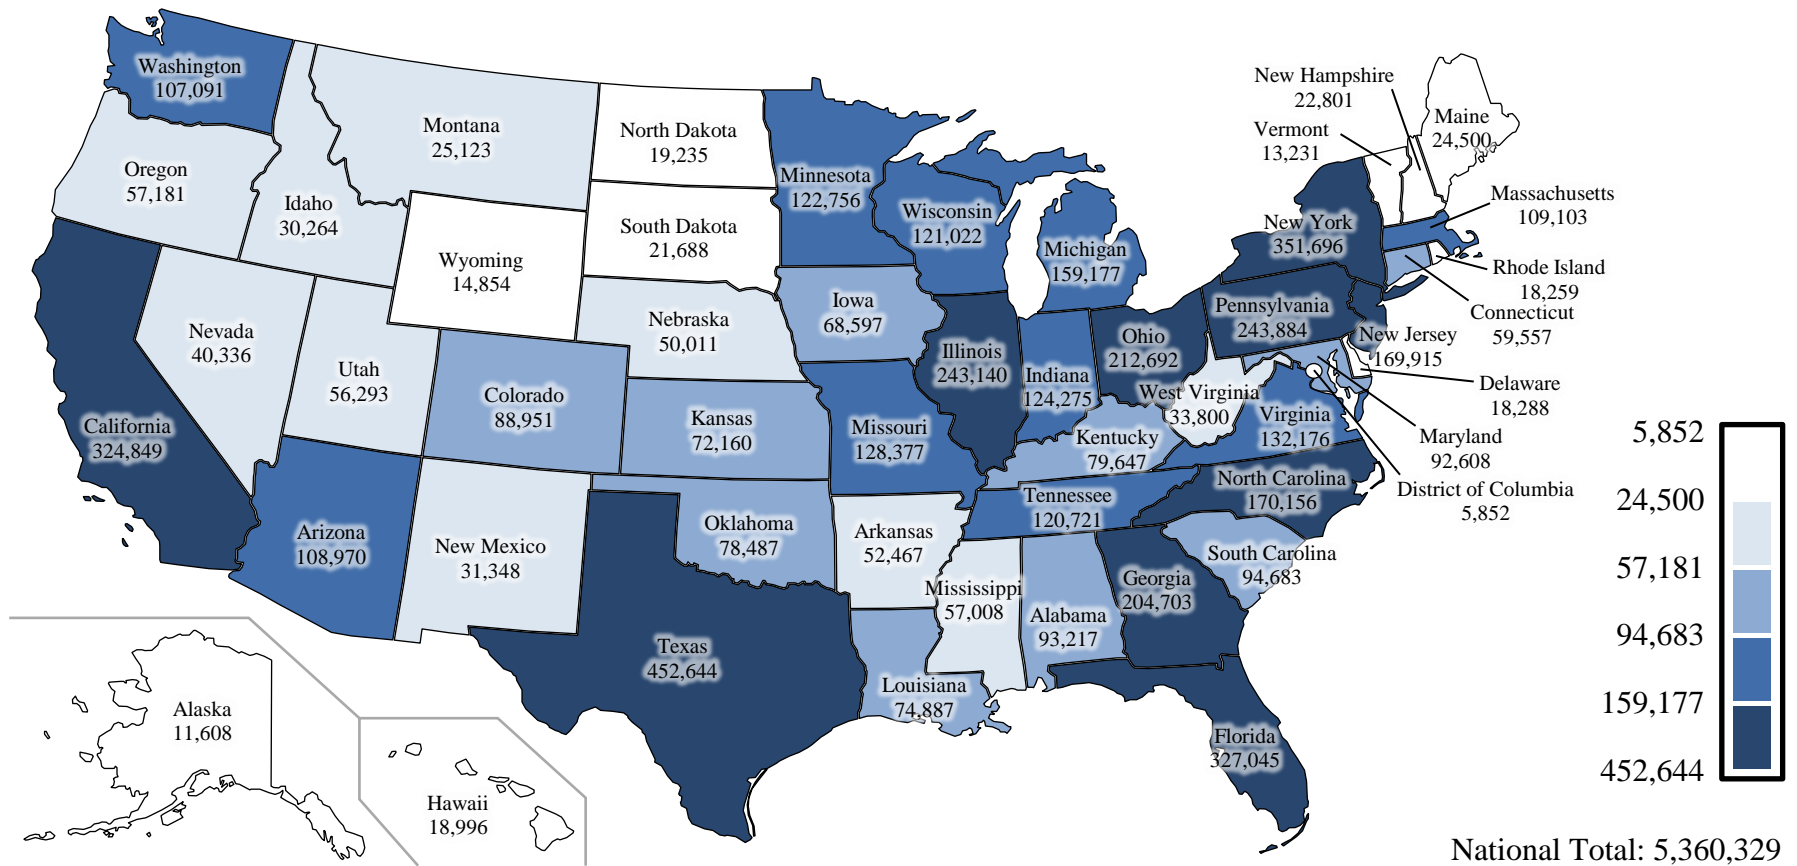 Washington
107,091
Oregon
57,181
Idaho
30,264
Montana
25,123
North Dakota
19,235
South Dakota
21,688
Wyoming
14,854
Minnesota
122,756
Wisconsin
121,022
Michigan
159,177
New Hampshire
22,801
Vermont
13,231
Maine
24,500
Massachusetts
109,103
New York
351,696
Rhode Island
18,259
Connecticut
59,557
Pennsylvania
243,884
New Jersey
169,915
Delaware
18,288
Maryland
92,608
District of Columbia
5,852
Nevada
40,336
Utah
56,293
Colorado
88,951
Nebraska
50,011
Iowa
68,597
Illinois
243,140
Indiana
124,275
Ohio
212,692
West Virginia
33,800
Virginia
132,176
Kentucky
79,647
California
324,849
Kansas
72,160
Missouri
128,377
Tennessee
120,721
North Carolina
170,156
South Carolina
94,683
Arizona
108,970
New Mexico
31,348
Oklahoma
78,487
Arkansas
52,467
Mississippi
57,008
Alabama
93,217
Georgia
204,703
Texas
452,644
Louisiana
74,887
Florida
327,045
Alaska
11,608
Hawaii
18,996
5,852
24,500
57,181
94,683
159,177
452,644
National Total: 5,360,329